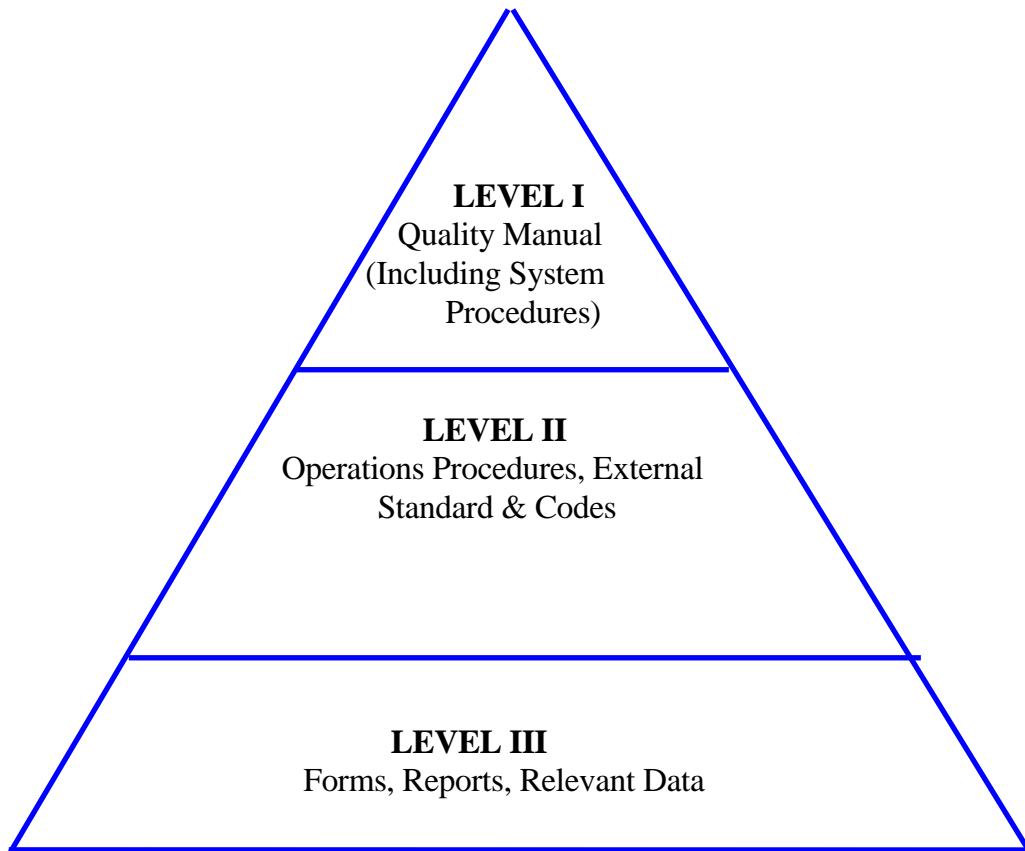 LEVEL I
Quality Manual
(Including System
Procedures)
LEVEL II
Operations Procedures, External
Standard & Codes
LEVEL III
Forms, Reports, Relevant Data